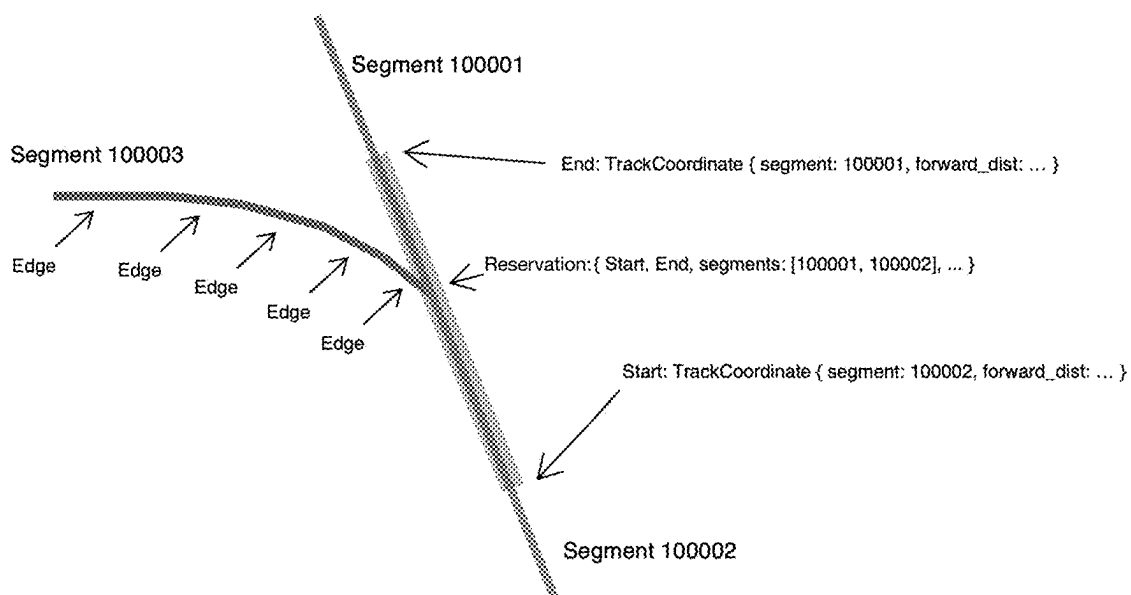 Segment 100001
Segment 100003
End: TrackCoordinate { segment: 100001, forward_dist: ... }
Edge
Edge
Edge
Edge
Edge
Reservation: { Start, End, segments: [100001, 100002], ... }
Start: TrackCoordinate { segment: 100002, forward_dist: ... }
Segment 100002